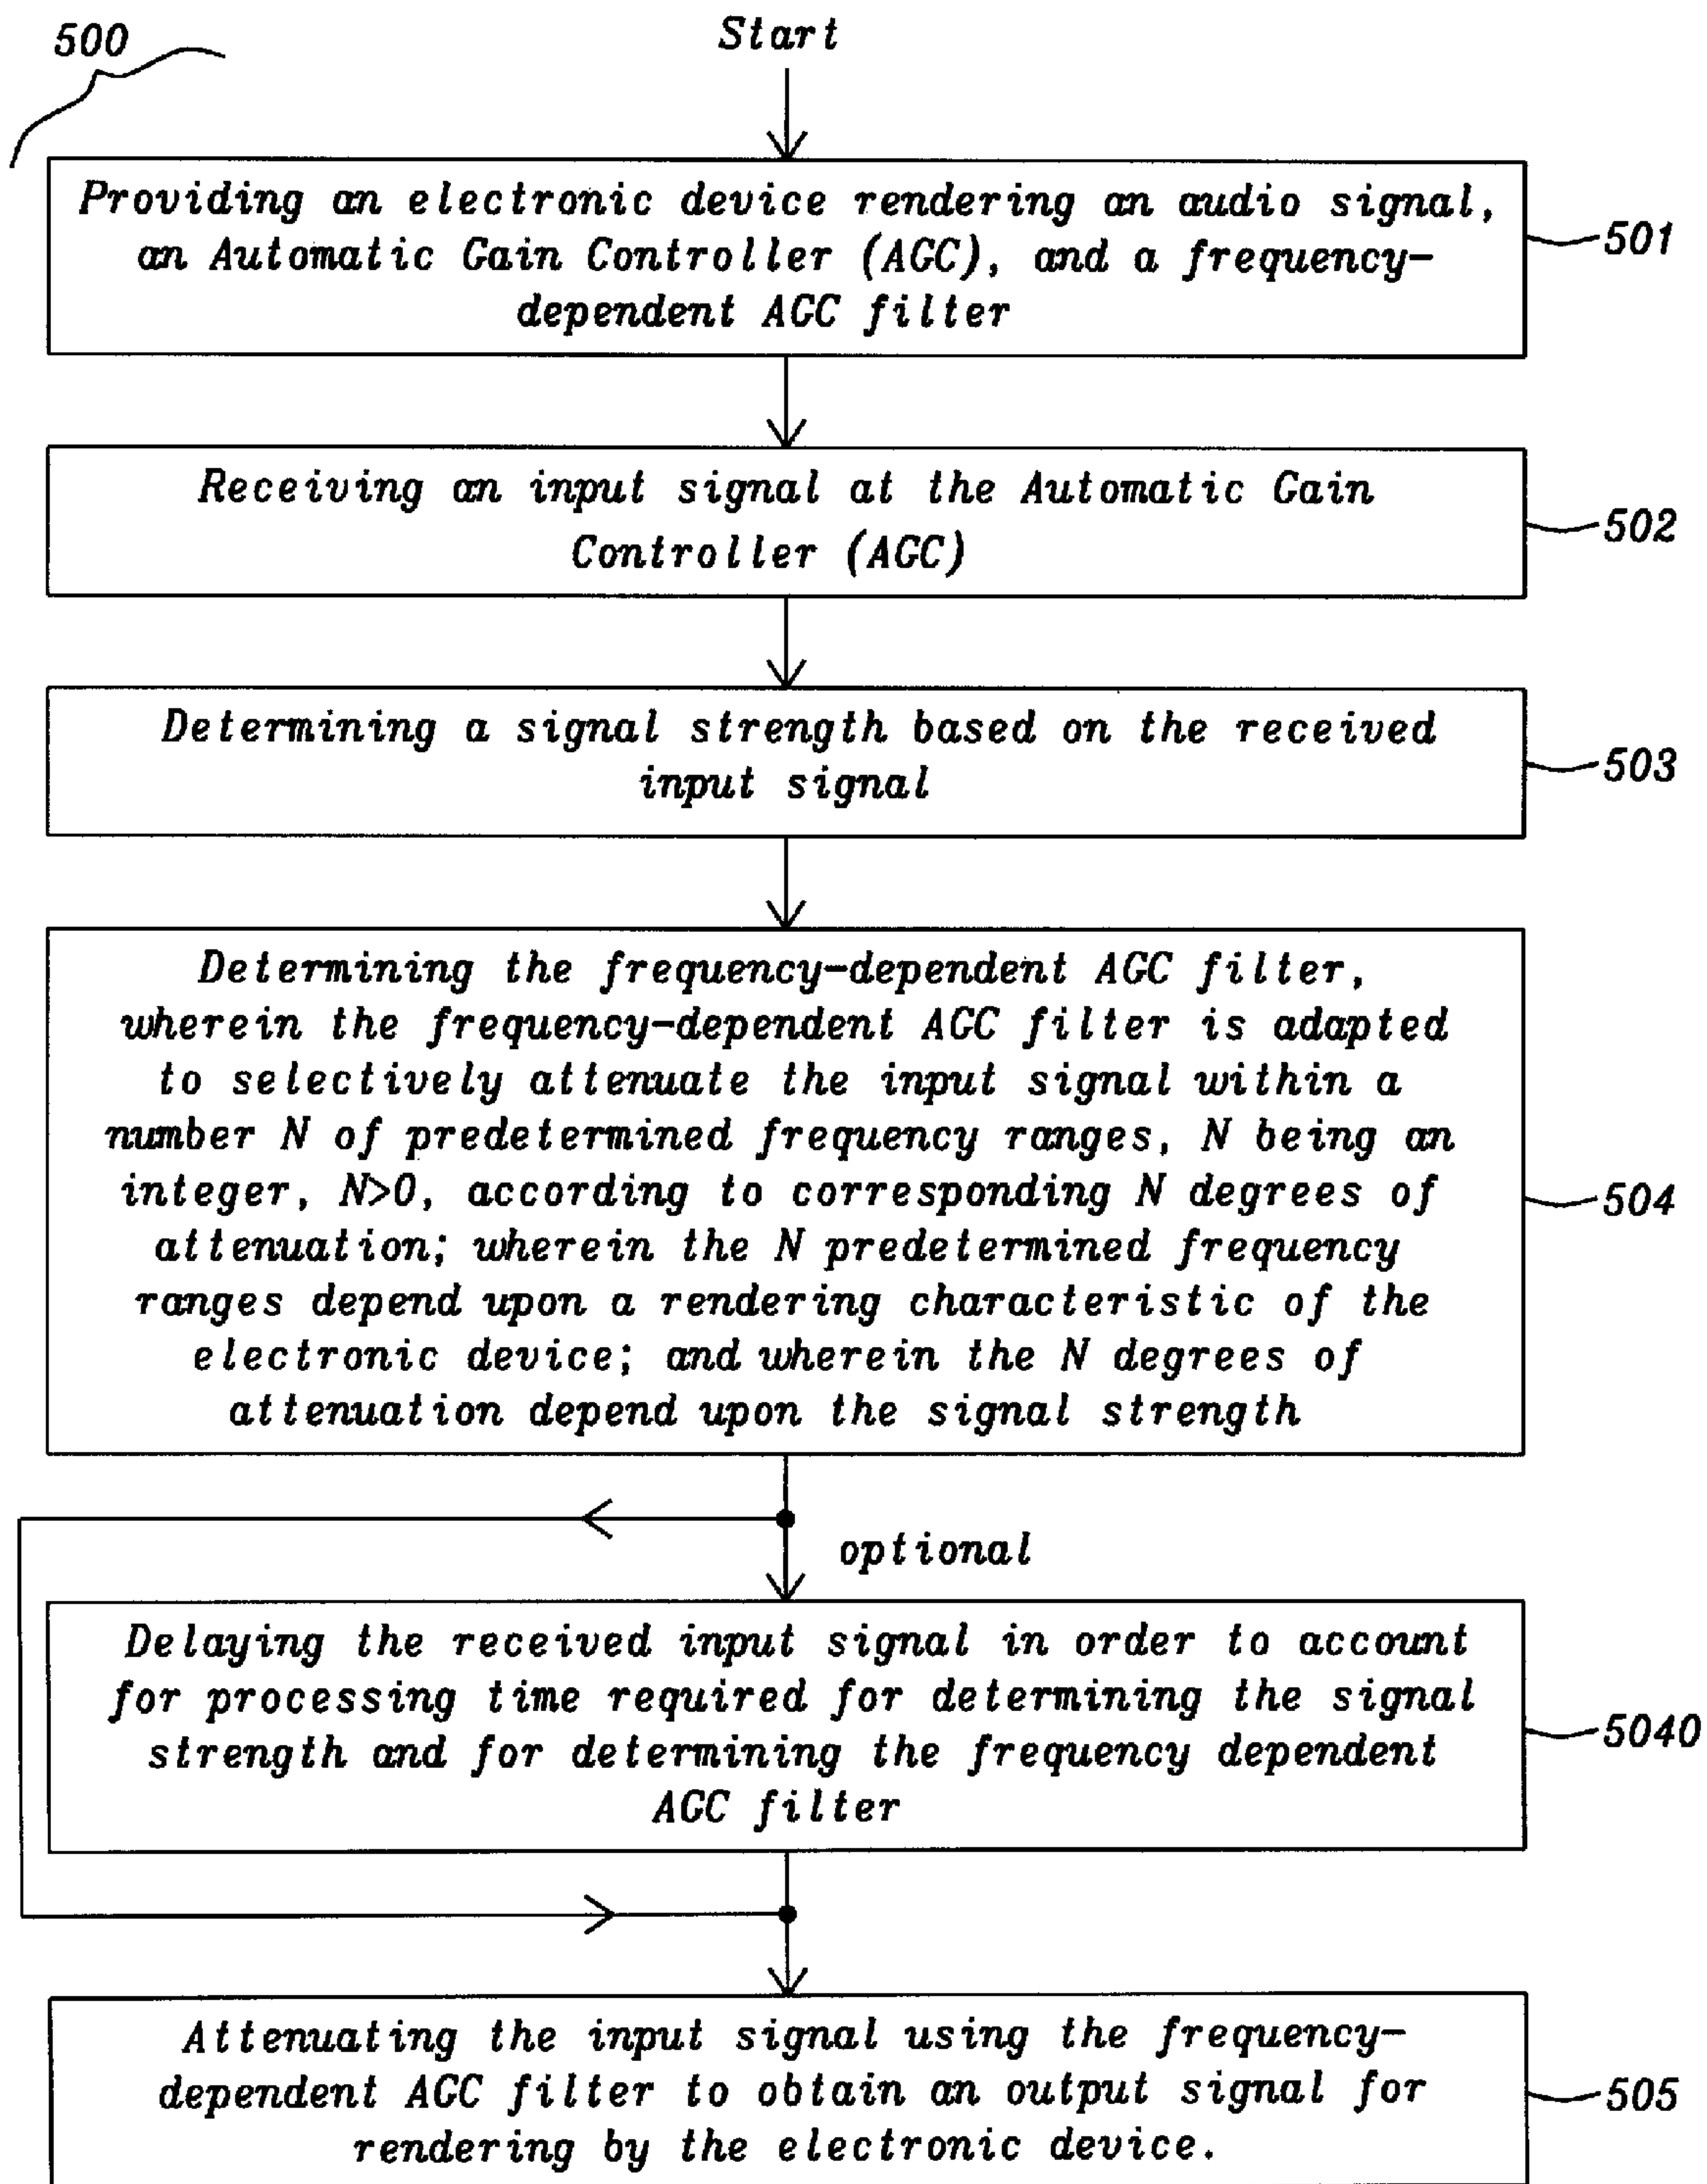 500
Start
Providing an electronic device rendering an audio signal,
an Automatic Gain Controller (AGC), and a frequency-
dependent AGC filter
501
Receiving an input signal at the Automatic Gain
Controller (AGC)
502
Determining a signal strength based on the received
input signal
503
Determining the frequency-dependent AGC filter,
wherein the frequency-dependent AGC filter is adapted
to selectively attenuate the input signal within a
number N of predetermined frequency ranges, N being an
integer, N>0, according to corresponding N degrees of
attenuation; wherein the N predetermined frequency
ranges depend upon a rendering characteristic of the
electronic device; and wherein the N degrees of
attenuation depend upon the signal strength
504
optional
Delaying the received input signal in order to account
for processing time required for determining the signal
strength and for determining the frequency dependent
AGC filter
5040
Attenuating the input signal using the frequency-
dependent AGC filter to obtain an output signal for
rendering by the electronic device.
505